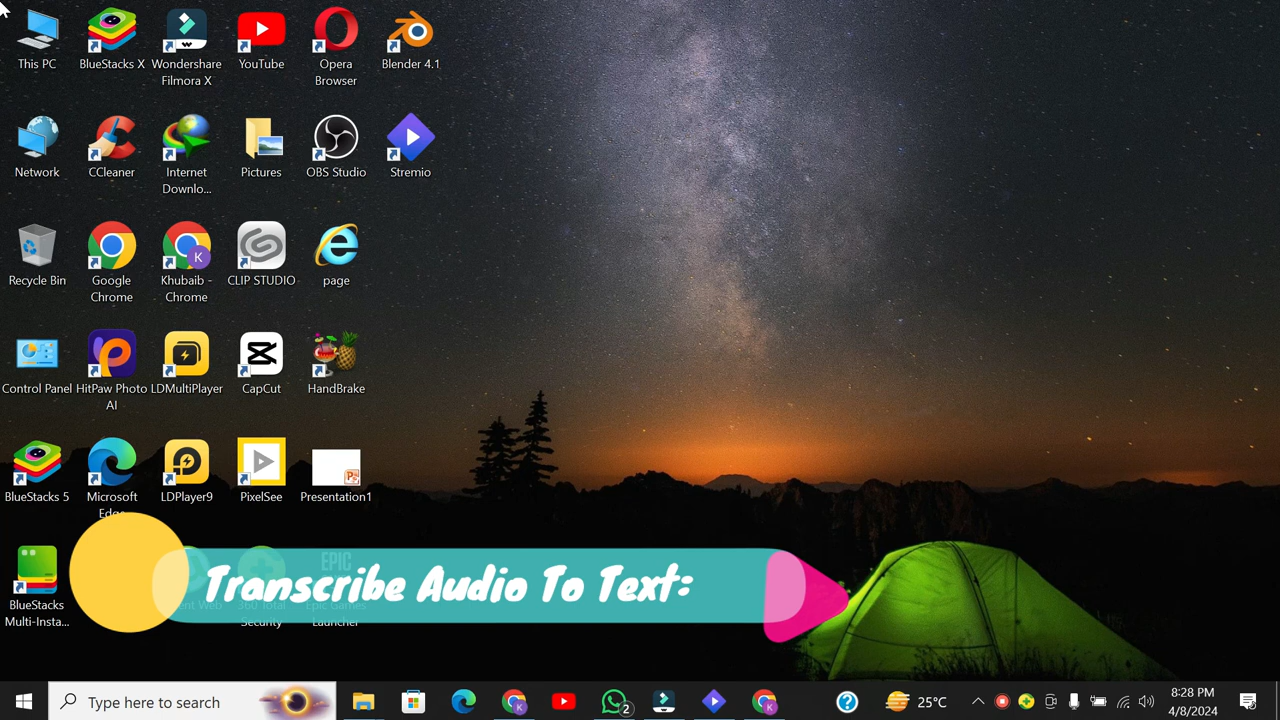 This PC
BlueStacks X
Wondershare
Filmora X
YouTube
Opera
Browser
Blender 4.1
Network
CCleaner
Internet
Downlo...
Pictures
OBS Studio
Stremio
Recycle Bin
Google
Chrome
Khubaib -
Chrome
CLIP STUDIO
page
Control Panel
HitPaw Photo
AI
LDMultiPlayer
CapCut
HandBrake
BlueStacks 5
Microsoft
Edge
LDPlayer9
PixelSee
Presentation1
BlueStacks
Multi-Insta...
Web
360 Total
Security
EPIC
Epic Games
Launcher
Transcribe Audio To Text:
Type here to search
2
25°C
8:28 PM
4/8/2024